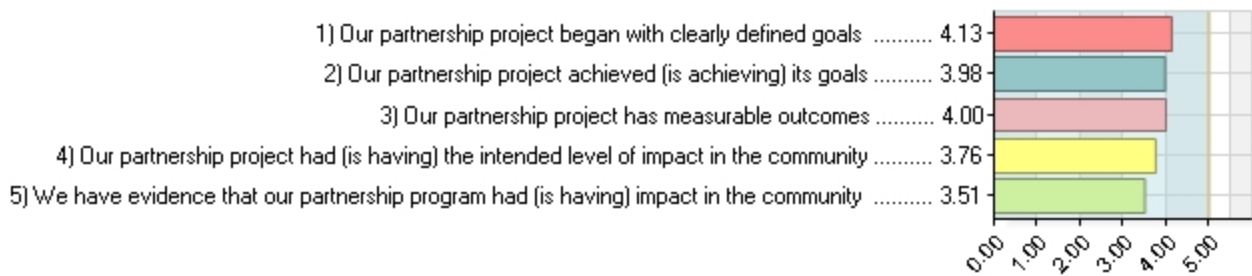 1) Our partnership project began with clearly defined goals .......... 4.13
2) Our partnership project achieved (is achieving) its goals .......... 3.98
3) Our partnership project has measurable outcomes .......... 4.00
4) Our partnership project had (is having) the intended level of impact in the community .......... 3.76
5) We have evidence that our partnership program had (is having) impact in the community .......... 3.51
0.00 1.00 2.00 3.00 4.00 5.00